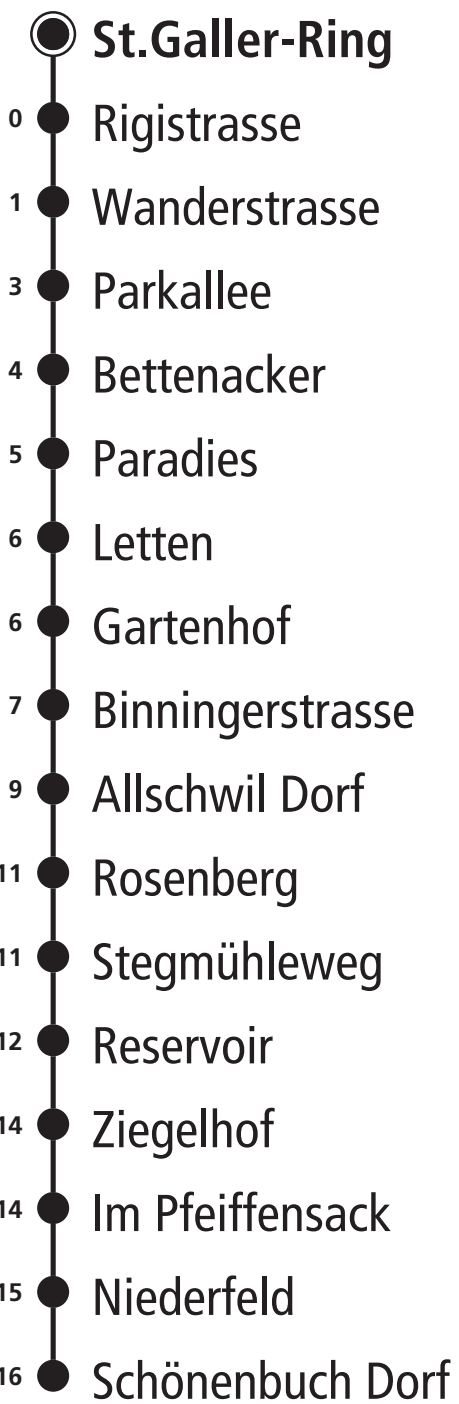 St.Galler-Ring
0 Rigistrasse
1 Wanderstrasse
3 Parkallee
4 Bettenacker
5 Paradies
6 Letten
6 Gartenhof
7 Binningerstrasse
9 Allschwil Dorf
11 Rosenberg
11 Stegmühleweg
12 Reservoir
14 Ziegelhof
14 Im Pfeiffensack
15 Niederfeld
16 Schönenbuch Dorf